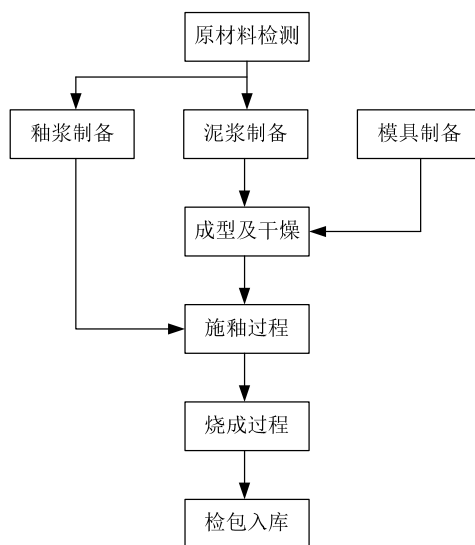 原材料检测
釉浆制备
泥浆制备
模具制备
成型及干燥
施釉过程
烧成过程
检包入库